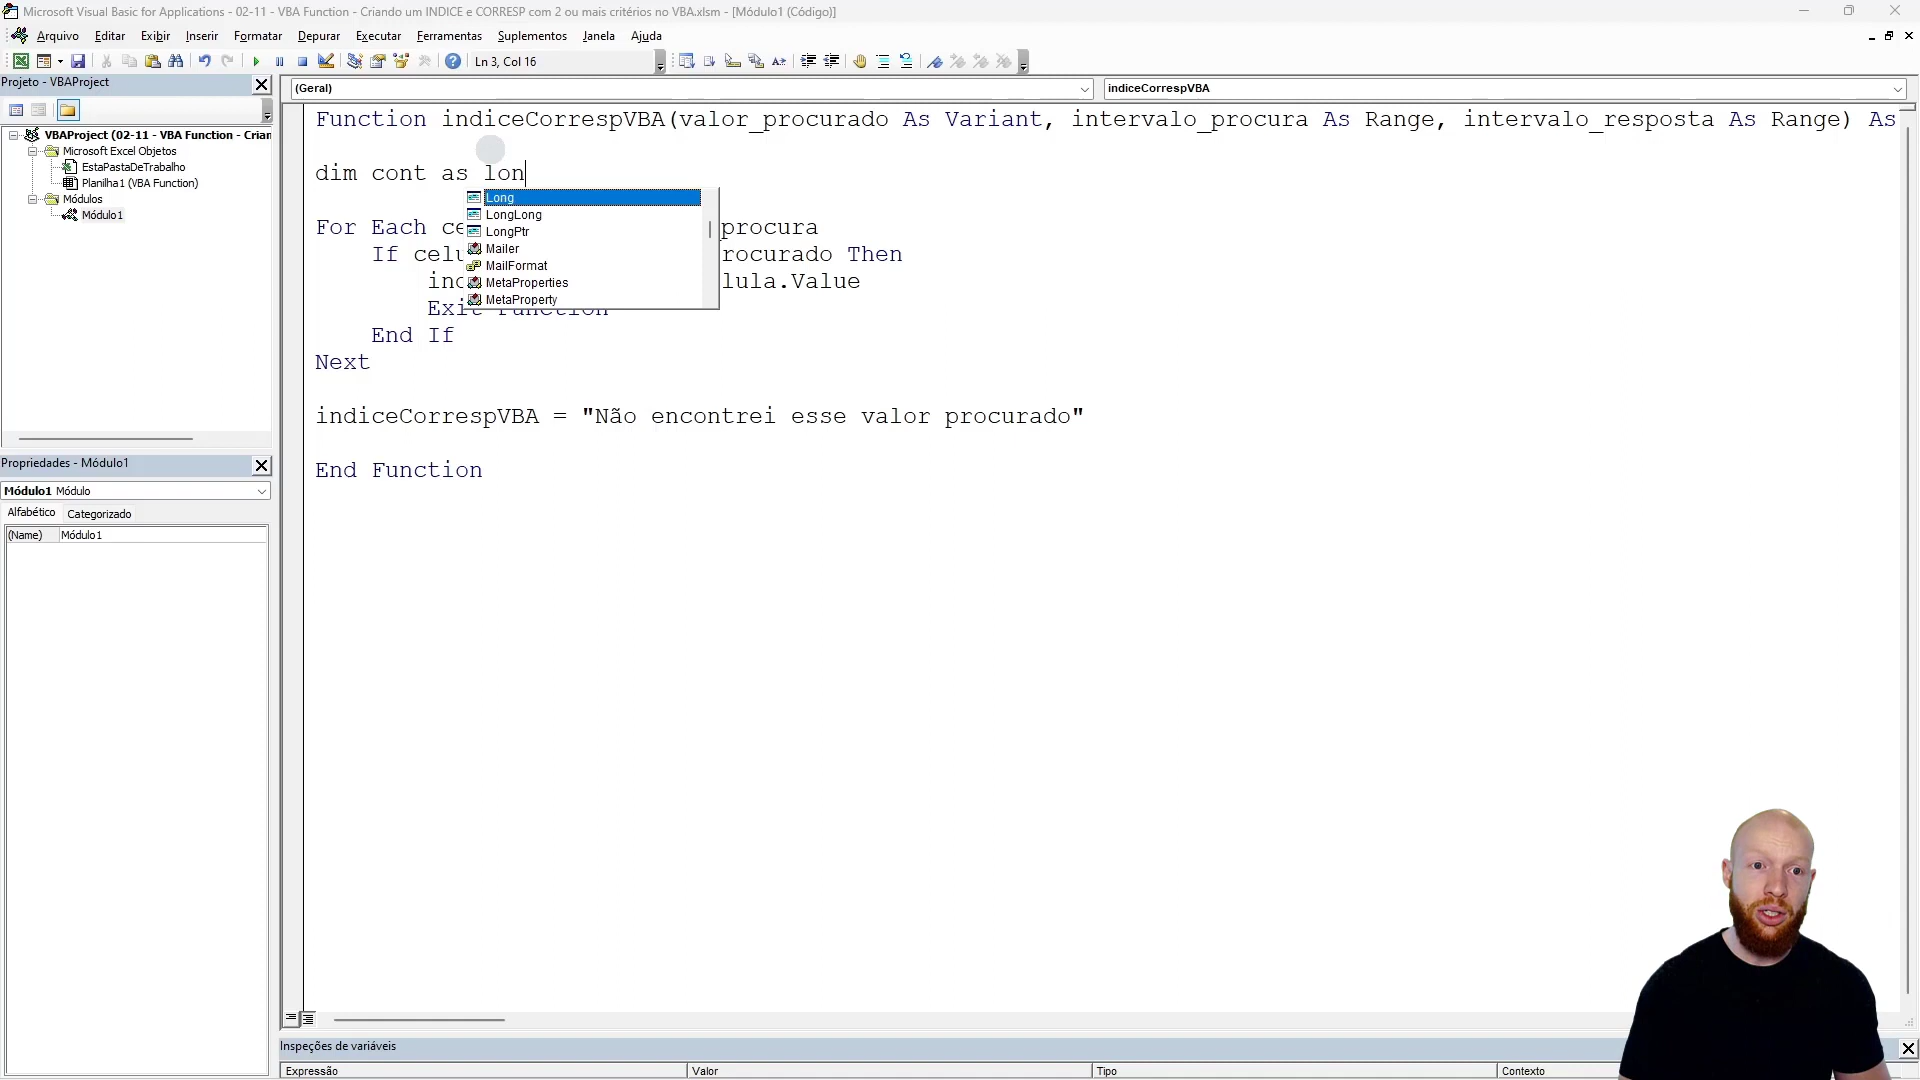 Microsoft Visual Basic for Applications - 02-11 - VBA Function - Criando um INDICE e CORRESP com 2 ou mais critérios no VBA.xlsm - [Módulo1 (Código)]
Arquivo Editar Exibir Inserir Formatar Depurar Executar Ferramentas Suplementos Janela Ajuda
Ln 3, Col 16
Projeto - VBAProject
(Geral)
indiceCorrespVBA
VBAProject (02-11 - VBA Function - Criar
Microsoft Excel Objetos
EstaPastaDeTrabalho
Planilha1 (VBA Function)
Módulos
Módulo1
Propriedades - Módulo1
Módulo1 Módulo
Alfabético Categorizado
(Name) Módulo1
Function indiceCorrespVBA(valor_procurado As Variant, intervalo_procura As Range, intervalo_resposta As Range) As
dim cont as lon
Long
LongLong
LongPtr
Mailer
MailFormat
MetaProperties
MetaProperty
For Each ce procura
If celu rocurado Then
ind lula.Value
Exit Function
End If
Next
indiceCorrespVBA = "Não encontrei esse valor procurado"
End Function
Inspeções de variáveis
Expressão Valor Tipo Contexto